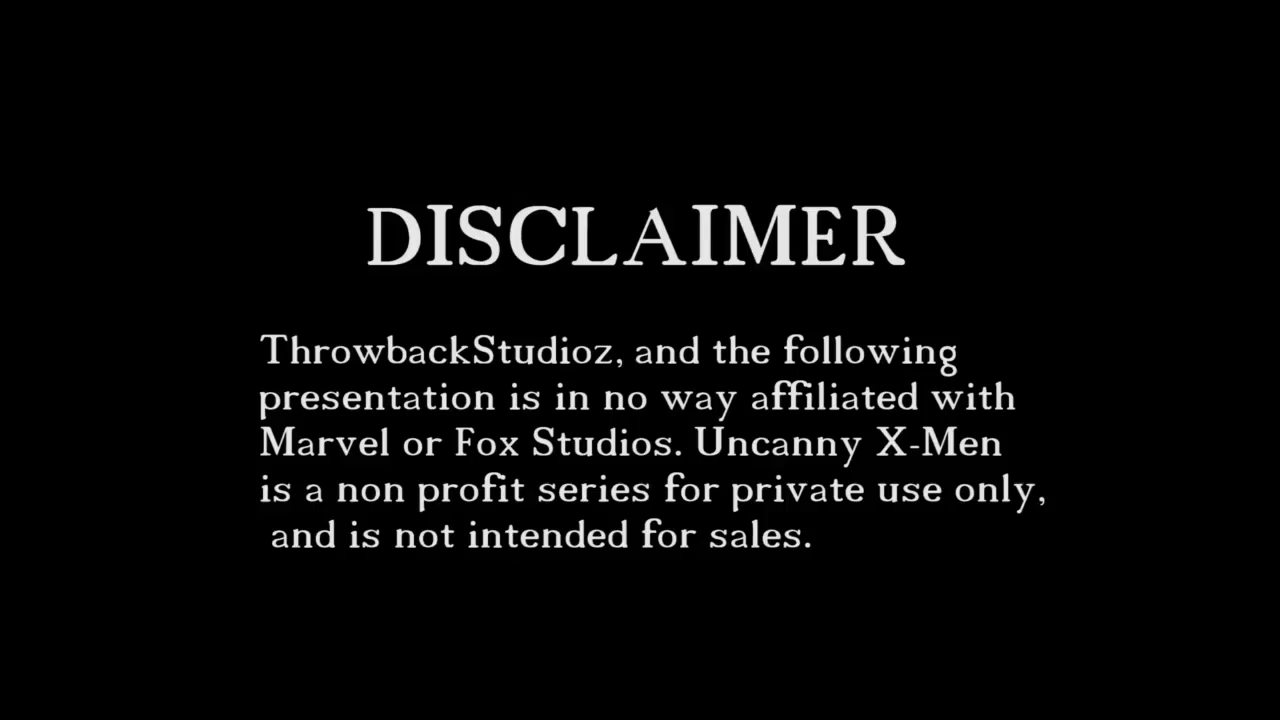 DISCLAIMER
ThrowbackStudioz, and the following
presentation is in no way affiliated with
Marvel or Fox Studios. Uncanny X-Men
is a non profit series for private use only,
and is not intended for sales.